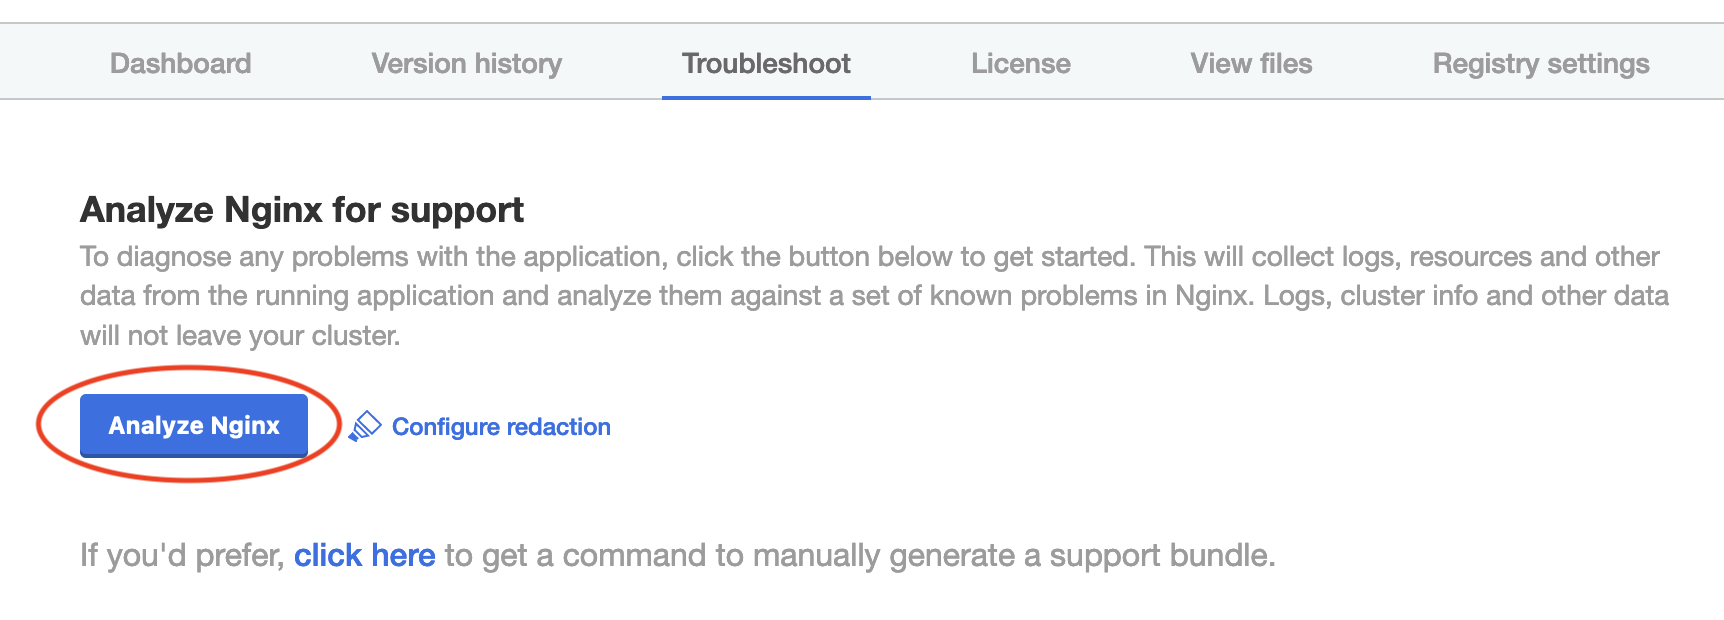 Dashboard Version history Troubleshoot License View files Registry settings
Analyze Nginx for support
To diagnose any problems with the application, click the button below to get started. This will collect logs, resources and other
data from the running application and analyze them against a set of known problems in Nginx. Logs, cluster info and other data
will not leave your cluster.
Analyze Nginx Configure redaction
If you'd prefer, click here to get a command to manually generate a support bundle.